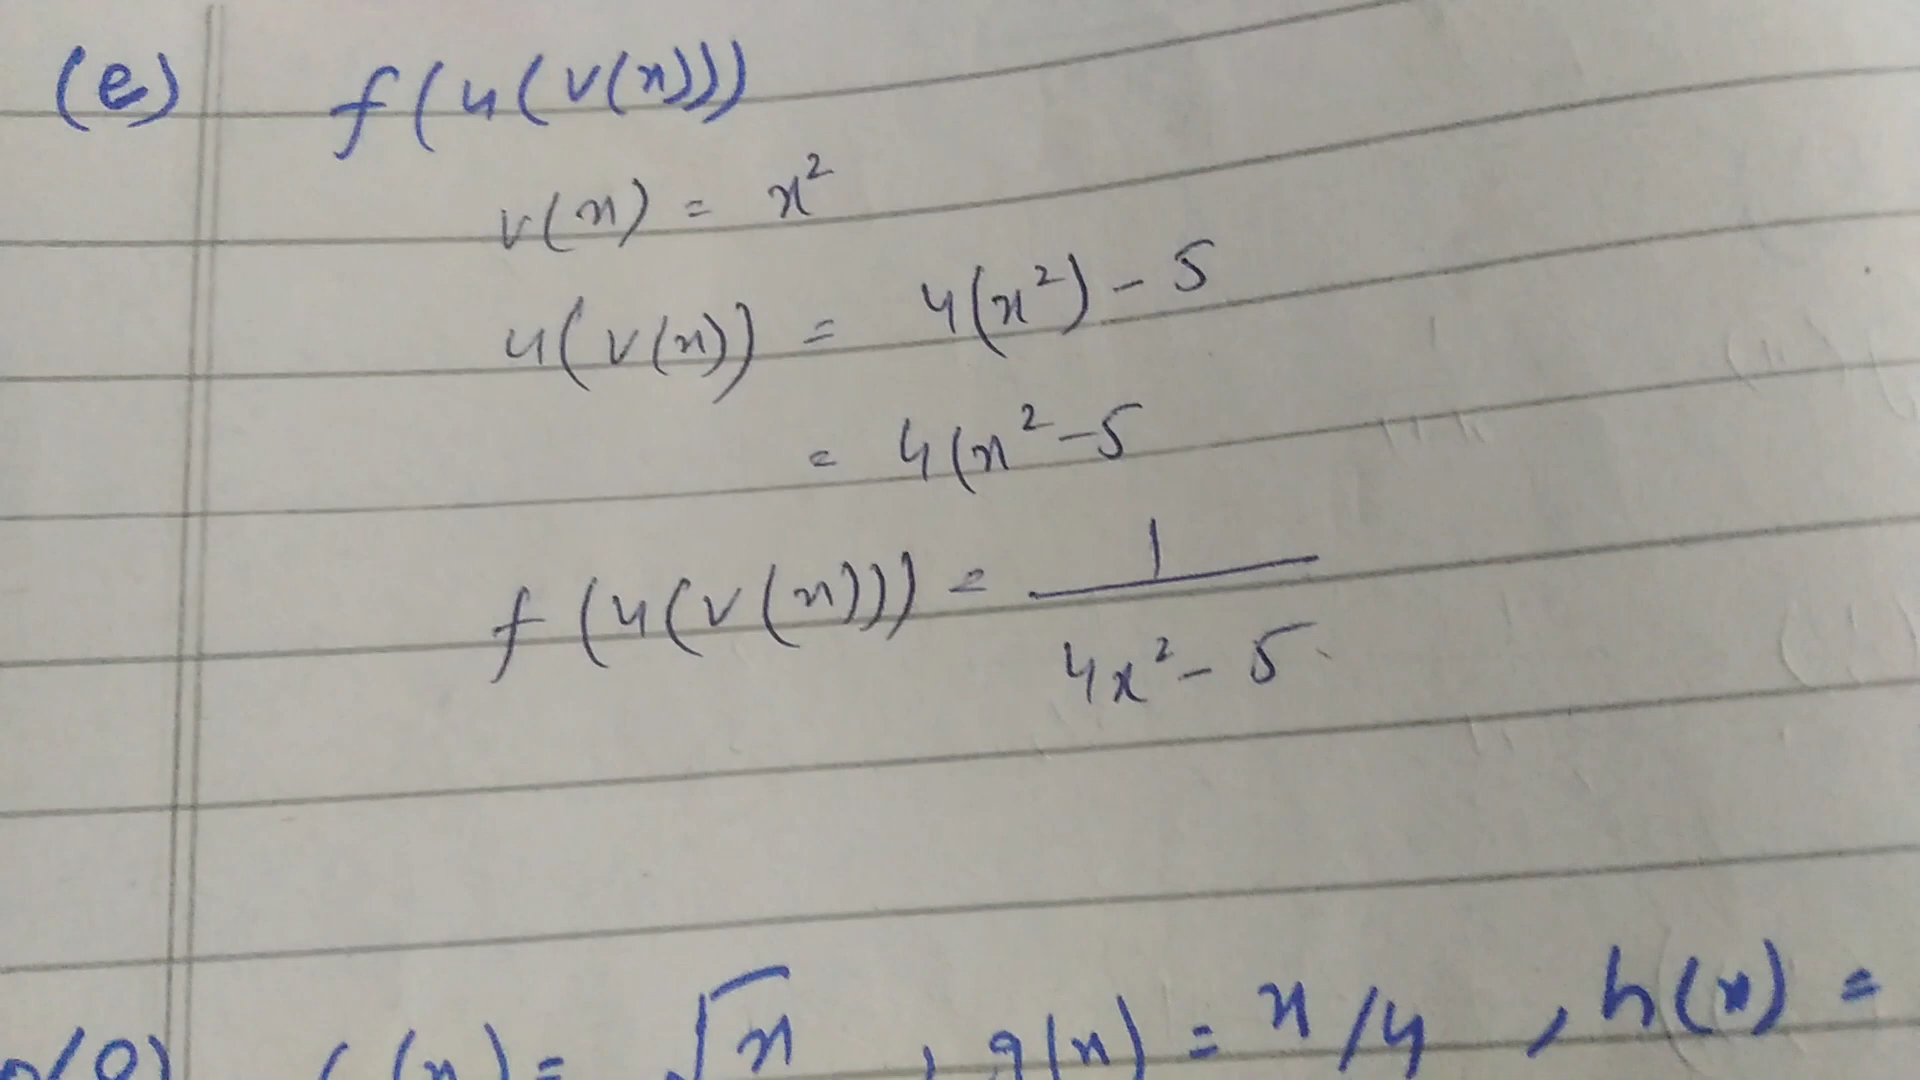 (e) f(u(v(x)))
v(x) = x²
u(v(x)) = 4(x²) - 5
= 4(x² - 5
f(u(v(x))) = 1 / 4x² - 5
(x) = √x , g(x) = x/4 , h(x) =